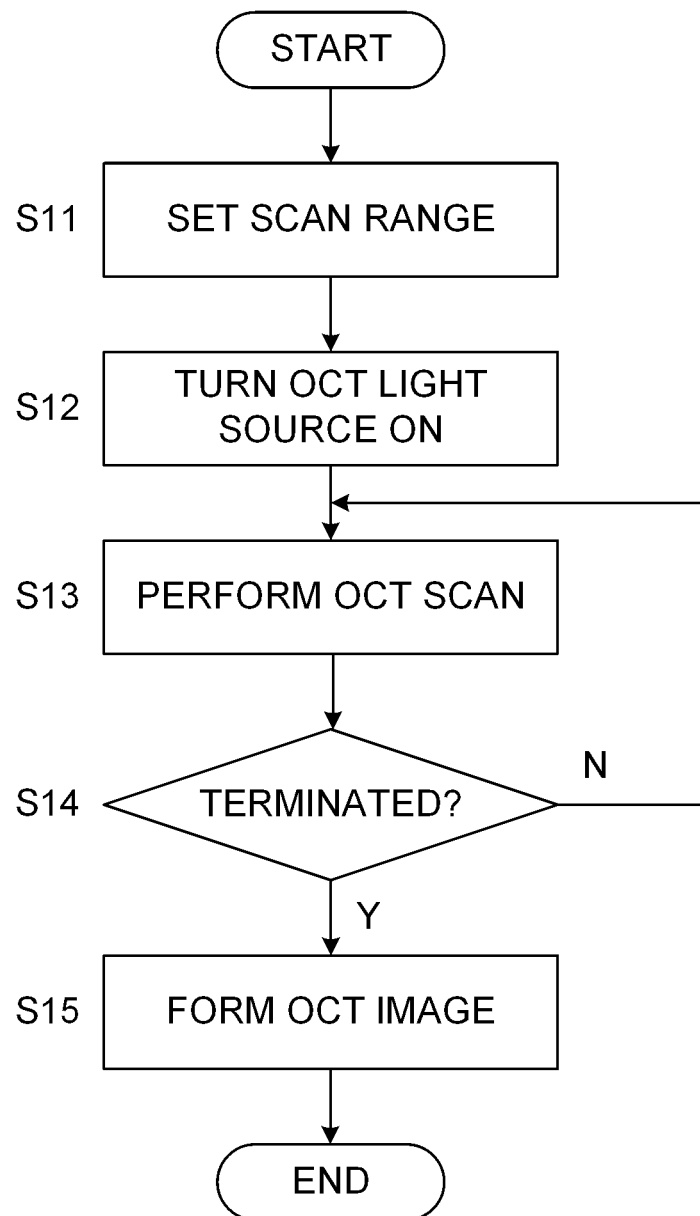 START
S11
SET SCAN RANGE
S12
TURN OCT LIGHT
SOURCE ON
S13
PERFORM OCT SCAN
S14
TERMINATED?
N
Y
S15
FORM OCT IMAGE
END